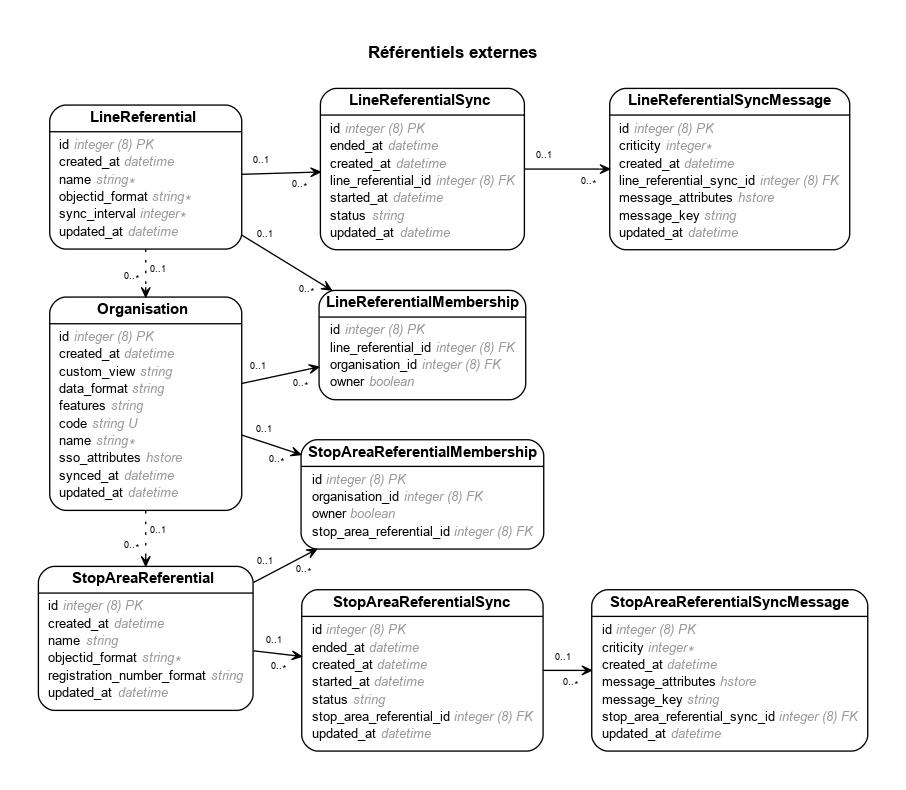 Référentiels externes
LineReferential
id integer (8) PK
created_at datetime
name string*
objectid_format string*
sync_interval integer*
updated_at datetime
LineReferentialSync
id integer (8) PK
ended_at datetime
created_at datetime
line_referential_id integer (8) FK
started_at datetime
status string
updated_at datetime
LineReferentialSyncMessage
id integer (8) PK
criticity integer*
created_at datetime
line_referential_sync_id integer (8) FK
message_attributes hstore
message_key string
updated_at datetime
0..1
0..*
0..1
0..*
0..1
0..*
0..1
0..*
Organisation
id integer (8) PK
created_at datetime
custom_view string
data_format string
features string
code string U
name string*
sso_attributes hstore
synced_at datetime
updated_at datetime
LineReferentialMembership
id integer (8) PK
line_referential_id integer (8) FK
organisation_id integer (8) FK
owner boolean
0..1
0..*
0..1
0..*
StopAreaReferentialMembership
id integer (8) PK
organisation_id integer (8) FK
owner boolean
stop_area_referential_id integer (8) FK
0..1
0..*
0..1
0..*
StopAreaReferential
id integer (8) PK
created_at datetime
name string
objectid_format string*
registration_number_format string
updated_at datetime
0..1
0..*
StopAreaReferentialSync
id integer (8) PK
ended_at datetime
created_at datetime
started_at datetime
status string
stop_area_referential_id integer (8) FK
updated_at datetime
0..1
0..*
StopAreaReferentialSyncMessage
id integer (8) PK
criticity integer*
created_at datetime
message_attributes hstore
message_key string
stop_area_referential_sync_id integer (8) FK
updated_at datetime